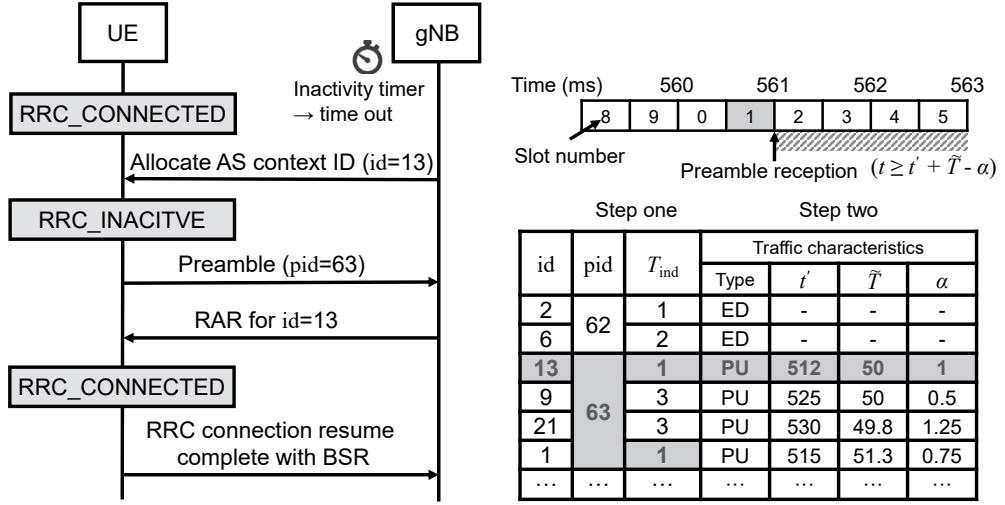 UE
gNB
Inactivity timer
→ time out
RRC_CONNECTED
Allocate AS context ID (id=13)
RRC_INACITVE
Preamble (pid=63)
RAR for id=13
RRC_CONNECTED
RRC connection resume
complete with BSR
Time (ms) 560 561 562 563
8 9 0 1 2 3 4 5
Slot number
Preamble reception (t ≥ t′ + T̃ - α)
Step one Step two
id pid T_ind Traffic characteristics
Type t′ T̃ α
2 62 1 ED - - -
6 2 ED - - -
13 63 1 PU 512 50 1
9 3 PU 525 50 0.5
21 3 PU 530 49.8 1.25
1 1 PU 515 51.3 0.75
... ... ... ... ... ... ...